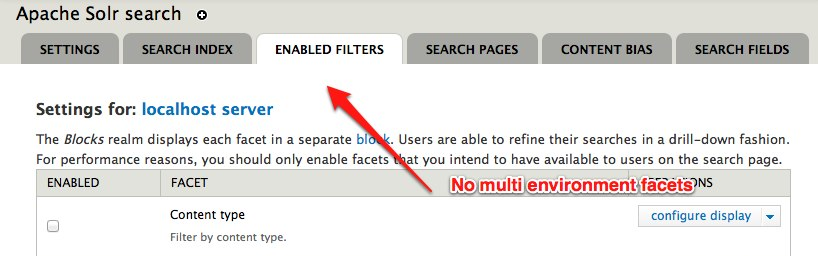 Apache Solr search
SETTINGS SEARCH INDEX ENABLED FILTERS SEARCH PAGES CONTENT BIAS SEARCH FIELDS
Settings for: localhost server
The Blocks realm displays each facet in a separate block. Users are able to refine their searches in a drill-down fashion.
For performance reasons, you should only enable facets that you intend to have available to users on the search page.
No multi environment facets
ENABLED FACET
Content type
configure display
Filter by content type.